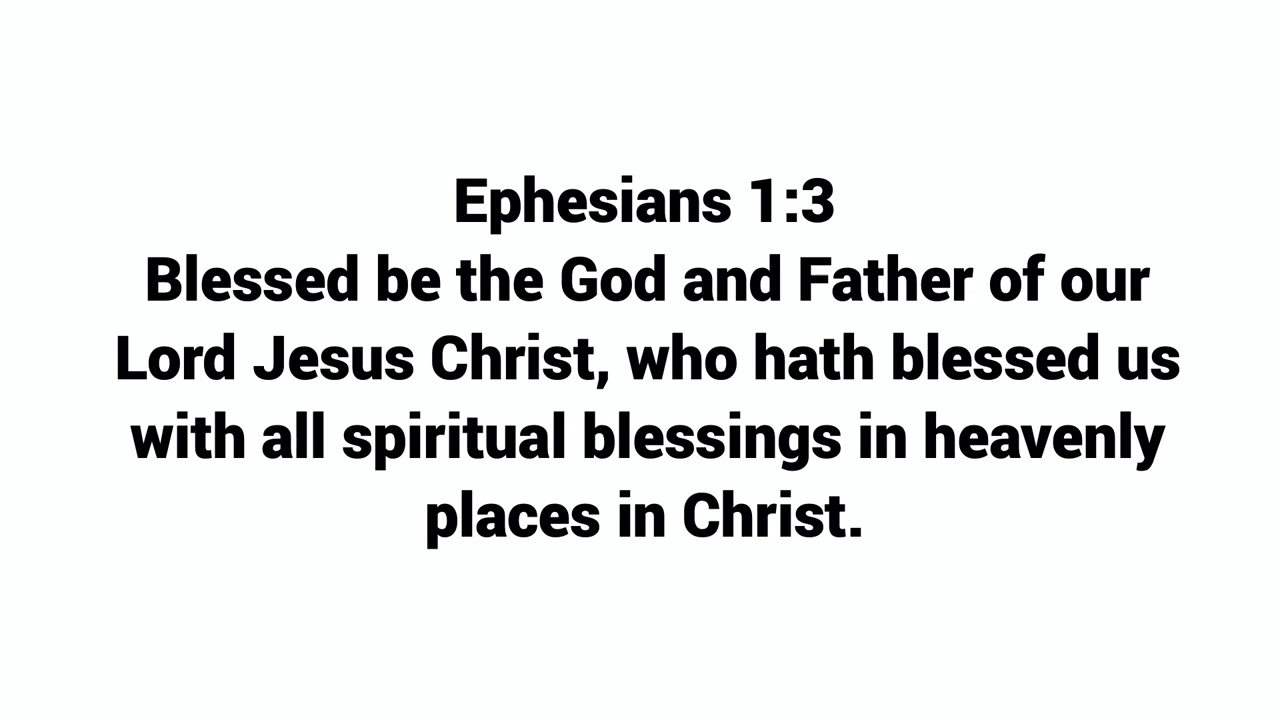 Ephesians 1:3
Blessed be the God and Father of our
Lord Jesus Christ, who hath blessed us
with all spiritual blessings in heavenly
places in Christ.